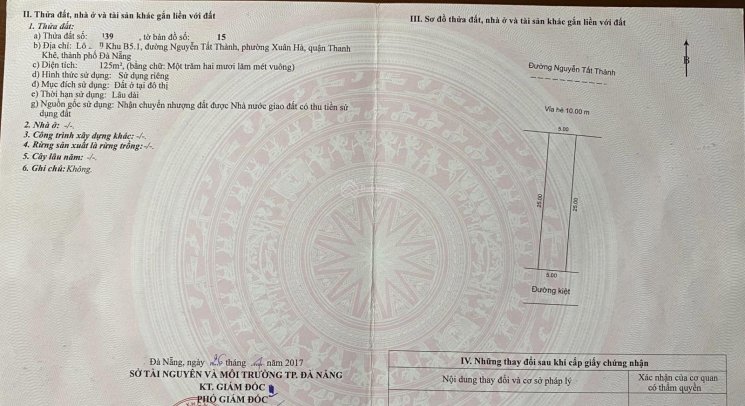 II. Thửa đất, nhà ở và tài sản khác gắn liền với đất
1. Thửa đất:
a) Thửa đất số: 139 , tờ bản đồ số: 15
b) Địa chỉ: Lô Khu B5.1, đường Nguyễn Tất Thành, phường Xuân Hà, quận Thanh
Khê, thành phố Đà Nẵng
c) Diện tích: 125m², (bằng chữ: Một trăm hai mươi lăm mét vuông)
d) Hình thức sử dụng: Sử dụng riêng
đ) Mục đích sử dụng: Đất ở tại đô thị
e) Thời hạn sử dụng: Lâu dài
g) Nguồn gốc sử dụng: Nhận chuyển nhượng đất được Nhà nước giao đất có thu tiền sử
dụng đất
2. Nhà ở: -/-.
3. Công trình xây dựng khác: -/-.
4. Rừng sản xuất là rừng trồng: -/-.
5. Cây lâu năm: -/-.
6. Ghi chú: Không.
Đà Nẵng, ngày 26 tháng 4 năm 2017
SỞ TÀI NGUYÊN VÀ MÔI TRƯỜNG TP. ĐÀ NẴNG
KT. GIÁM ĐỐC
PHÓ GIÁM ĐỐC
III. Sơ đồ thửa đất, nhà ở và tài sản khác gắn liền với đất
B
Đường Nguyễn Tất Thành
Vỉa hè 10.00 m
5.00
25.00
25.00
5.00
Đường kiệt
IV. Những thay đổi sau khi cấp giấy chứng nhận
Nội dung thay đổi và cơ sở pháp lý
Xác nhận của cơ quan
có thẩm quyền